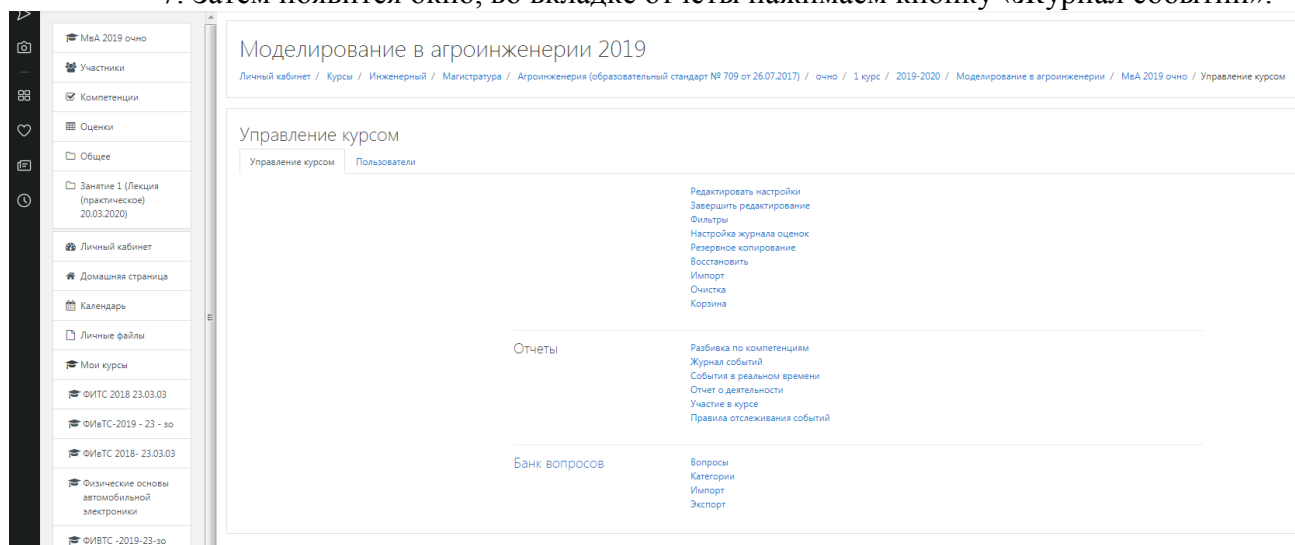 7. Затем появится окно, во вкладке отчеты нажимаем кнопку «Журнал событий».
МвА 2019 очно
Участники
Компетенции
Оценки
Общее
Занятие 1 (Лекция
(практическое)
20.03.2020)
Личный кабинет
Домашняя страница
Календарь
Личные файлы
Мои курсы
ФИТС 2018 23.03.03
ФИвТС-2019 - 23 - зо
ФИвТС 2018- 23.03.03
Физические основы
автомобильной
электроники
ФИВТС -2019-23-зо
Моделирование в агроинженерии 2019
Личный кабинет / Курсы / Инженерный / Магистратура / Агроинженерия (образовательный стандарт № 709 от 26.07.2017) / очно / 1 курс / 2019-2020 / Моделирование в агроинженерии / МвА 2019 очно / Управление курсом
Управление курсом
Управление курсом Пользователи
Редактировать настройки
Завершить редактирование
Фильтры
Настройка журнала оценок
Резервное копирование
Восстановить
Импорт
Очистка
Корзина
Отчеты
Разбивка по компетенциям
Журнал событий
События в реальном времени
Отчет о деятельности
Участие в курсе
Правила отслеживания событий
Банк вопросов
Вопросы
Категории
Импорт
Экспорт